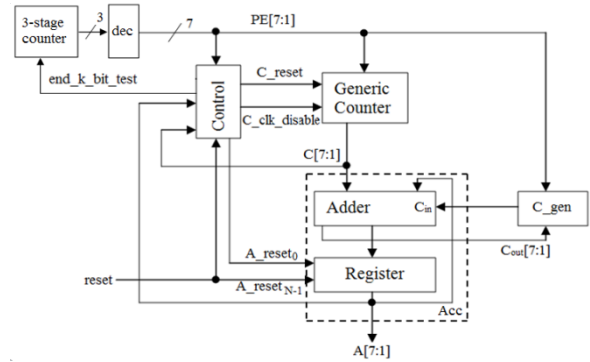 3-stage
counter
3
dec
7
PE[7:1]
end_k_bit_test
Control
C_reset
C_clk_disable
Generic
Counter
C[7:1]
Adder
Cin
C_gen
Cout[7:1]
A_reset0
Register
reset
A_reset N-1
Acc
A[7:1]